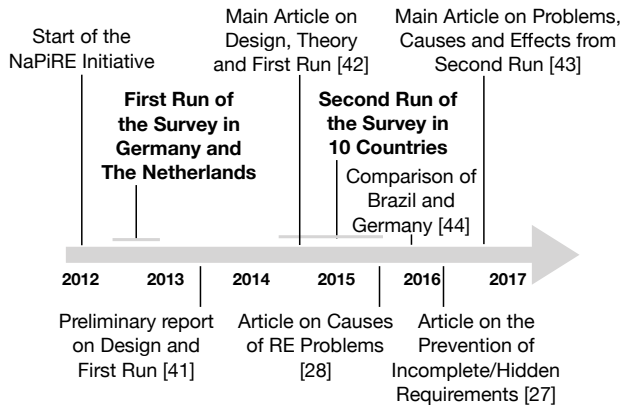 Start of the
NaPiRE Initiative
First Run of
the Survey in
Germany and
The Netherlands
Main Article on
Design, Theory
and First Run [42]
Second Run of
the Survey in
10 Countries
Main Article on Problems,
Causes and Effects from
Second Run [43]
Comparison of
Brazil and
Germany [44]
2012 2013 2014 2015 2016 2017
Preliminary report
on Design and
First Run [41]
Article on Causes
of RE Problems
[28]
Article on the
Prevention of
Incomplete/Hidden
Requirements [27]